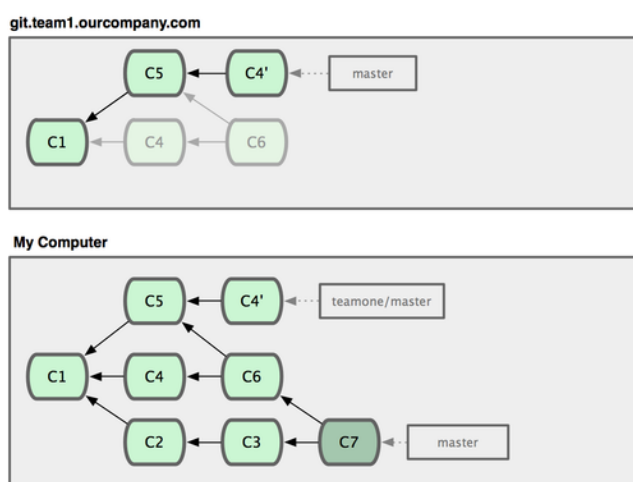 git.team1.ourcompany.com
C5 C4' master
C1 C4 C6
My Computer
C5 C4' teamone/master
C1 C4 C6
C2 C3 C7 master